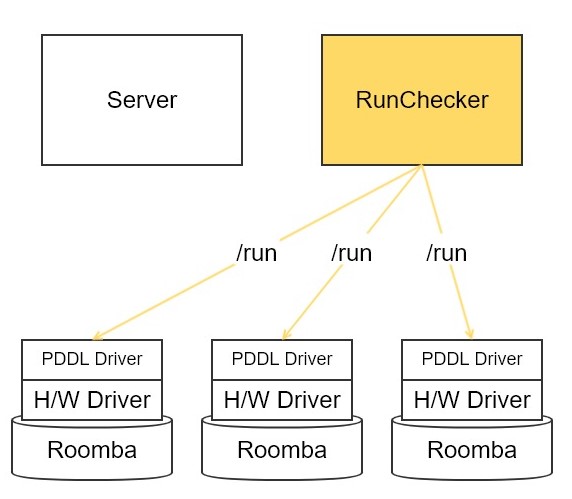 Server
RunChecker
/run
/run
/run
PDDL Driver
PDDL Driver
PDDL Driver
H/W Driver
H/W Driver
H/W Driver
Roomba
Roomba
Roomba